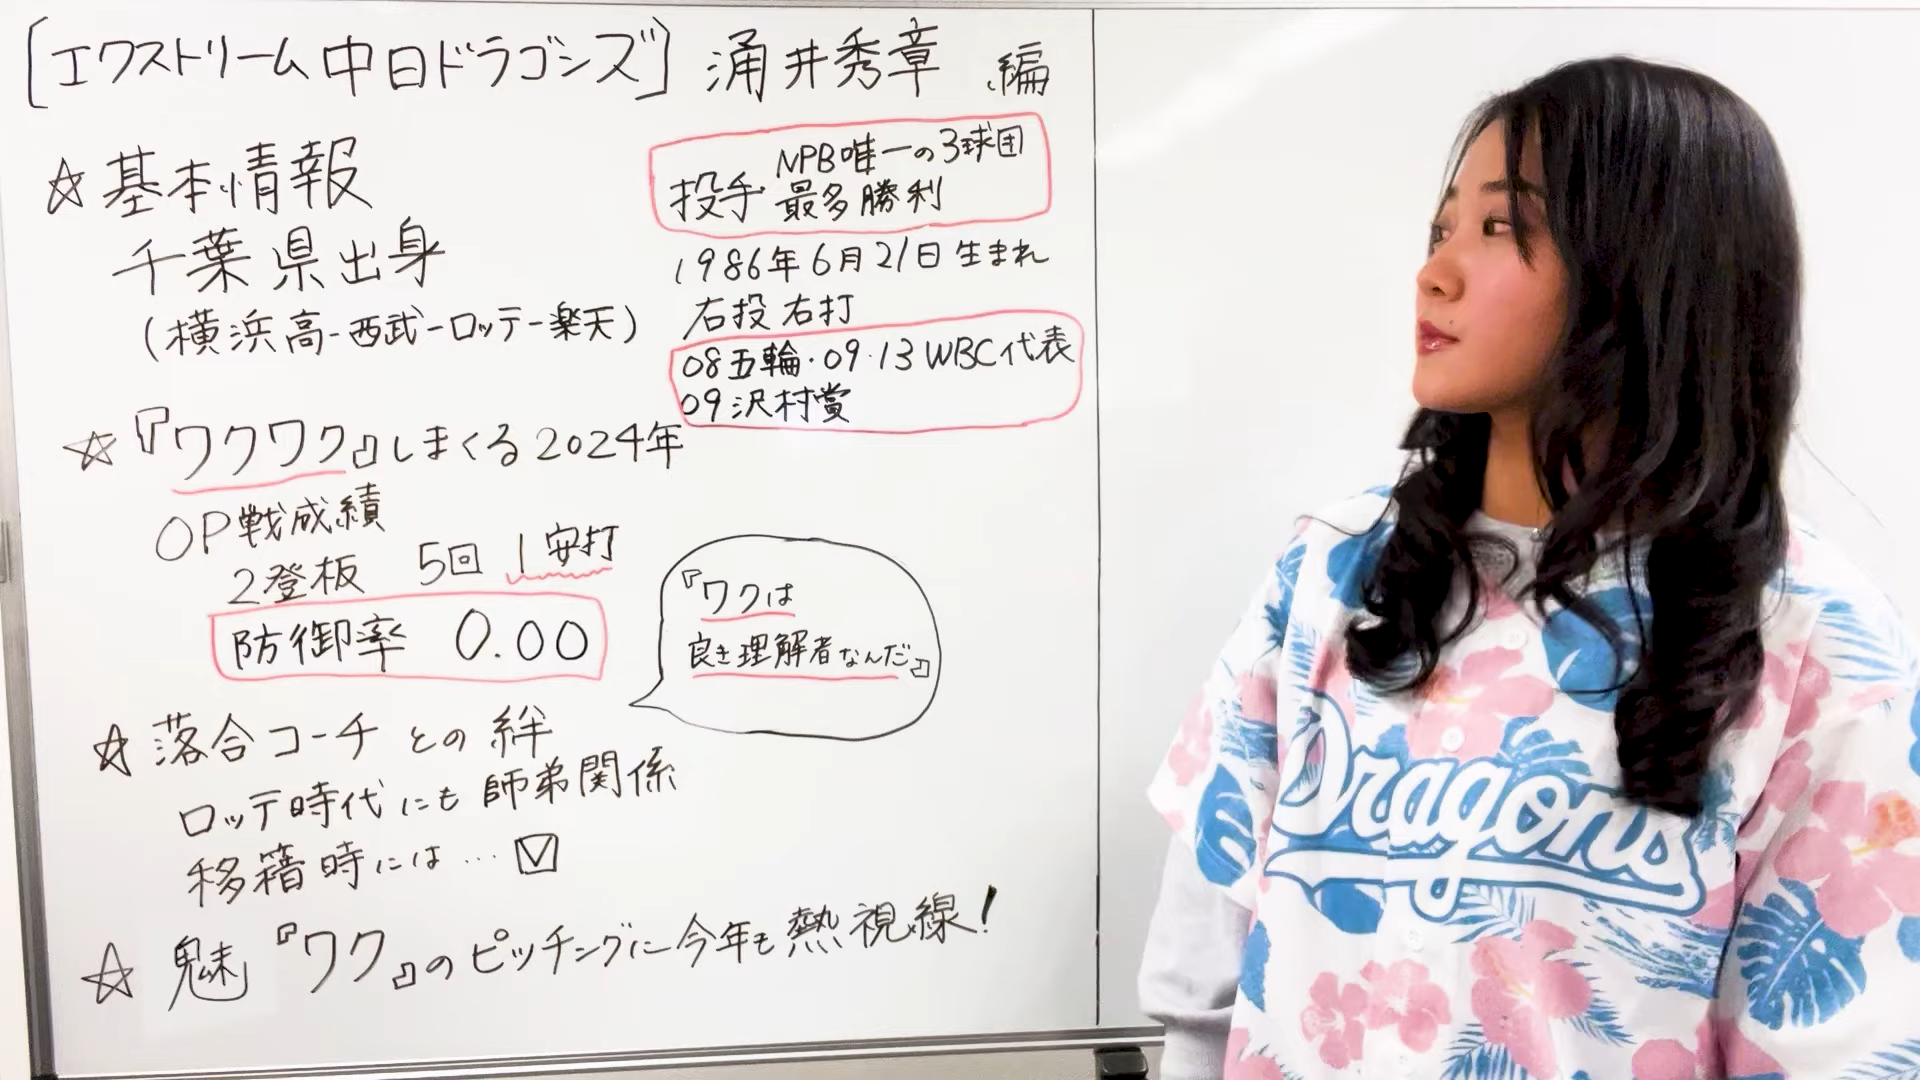 [エクストリーム中日ドラゴンズ] 涌井秀章 編
☆基本情報
千葉県出身
(横浜高-西武-ロッテ-楽天)
投手 NPB唯一の3球団
最多勝利
1986年6月21日生まれ
右投右打
08五輪・09・13 WBC代表
09沢村賞
☆『ワクワク』しまくる2024年
OP戦成績
2登板 5回 1安打
防御率 0.00
『ワクは
良き理解者なんだ』
☆落合コーチとの絆
ロッテ時代にも師弟関係
移籍時には…
☆魅『ワク』のピッチングに今年も熱視線!
Dragons